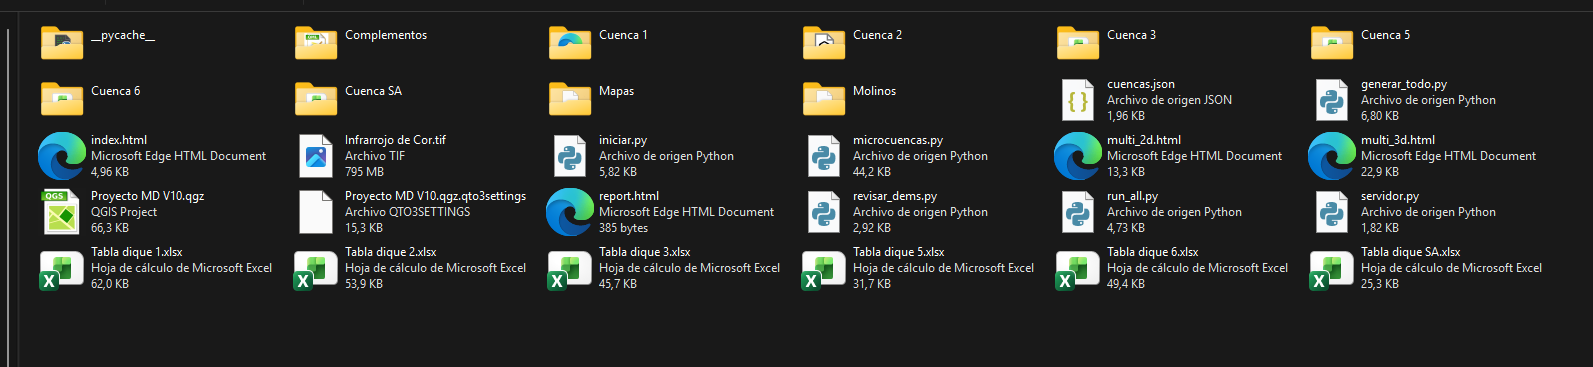 __pycache__
Complementos
Cuenca 1
Cuenca 2
Cuenca 3
Cuenca 5
Cuenca 6
Cuenca SA
Mapas
Molinos
cuencas.json
Archivo de origen JSON
1,96 KB
generar_todo.py
Archivo de origen Python
6,80 KB
index.html
Microsoft Edge HTML Document
4,96 KB
Infrarrojo de Cor.tif
Archivo TIF
795 MB
iniciar.py
Archivo de origen Python
5,82 KB
microcuencas.py
Archivo de origen Python
44,2 KB
multi_2d.html
Microsoft Edge HTML Document
13,3 KB
multi_3d.html
Microsoft Edge HTML Document
22,9 KB
QGS
Proyecto MD V10.qgz
QGIS Project
66,3 KB
Proyecto MD V10.qgz.qto3settings
Archivo QTO3SETTINGS
15,3 KB
report.html
Microsoft Edge HTML Document
385 bytes
revisar_dems.py
Archivo de origen Python
2,92 KB
run_all.py
Archivo de origen Python
4,73 KB
servidor.py
Archivo de origen Python
1,82 KB
Tabla dique 1.xlsx
Hoja de cálculo de Microsoft Excel
62,0 KB
Tabla dique 2.xlsx
Hoja de cálculo de Microsoft Excel
53,9 KB
Tabla dique 3.xlsx
Hoja de cálculo de Microsoft Excel
45,7 KB
Tabla dique 5.xlsx
Hoja de cálculo de Microsoft Excel
31,7 KB
Tabla dique 6.xlsx
Hoja de cálculo de Microsoft Excel
49,4 KB
Tabla dique SA.xlsx
Hoja de cálculo de Microsoft Excel
25,3 KB